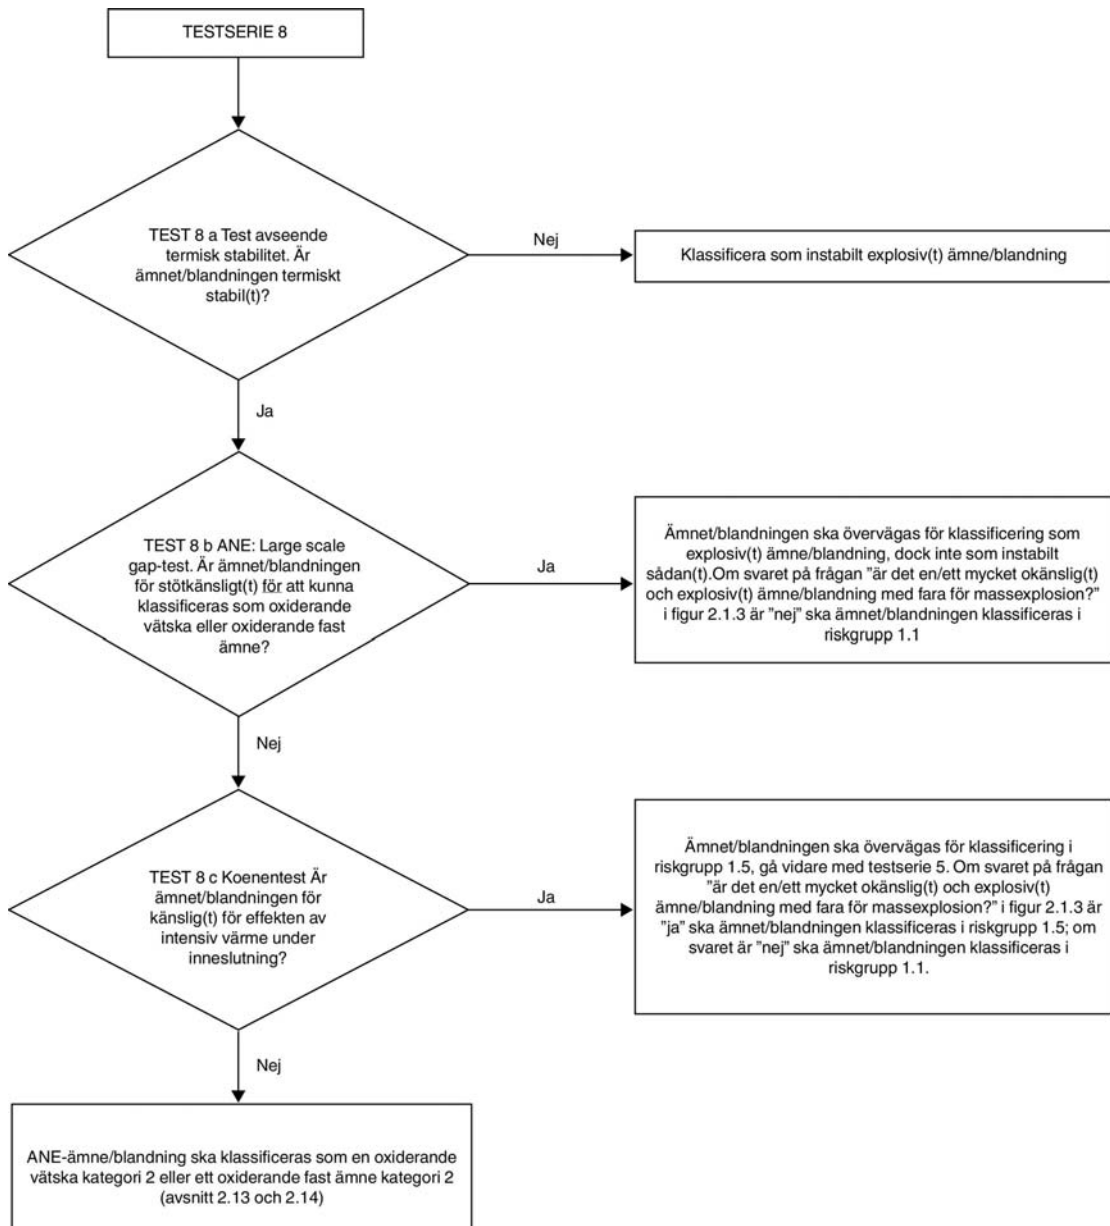 TESTSERIE 8
TEST 8 a Test avseende
termisk stabilitet. Är
ämnet/blandningen termiskt
stabil(t)?
Nej
Klassificera som instabilt explosiv(t) ämne/blandning
Ja
TEST 8 b ANE: Large scale
gap-test. Är ämnet/blandningen
för stötkänsligt(t) för att kunna
klassificeras som oxiderande
vätska eller oxiderande fast
ämne?
Ja
Ämnet/blandningen ska övervägas för klassificering som
explosiv(t) ämne/blandning, dock inte som instabilt
sådan(t).Om svaret på frågan ”är det en/ett mycket okänslig(t)
och explosiv(t) ämne/blandning med fara för massexplosion?”
i figur 2.1.3 är ”nej” ska ämnet/blandningen klassificeras i
riskgrupp 1.1
Nej
TEST 8 c Koenentest Är
ämnet/blandningen för
känslig(t) för effekten av
intensiv värme under
inneslutning?
Ja
Ämnet/blandningen ska övervägas för klassificering i
riskgrupp 1.5, gå vidare med testserie 5. Om svaret på frågan
”är det en/ett mycket okänslig(t) och explosiv(t)
ämne/blandning med fara för massexplosion?” i figur 2.1.3 är
”ja” ska ämnet/blandningen klassificeras i riskgrupp 1.5; om
svaret är ”nej” ska ämnet/blandningen klassificeras i
riskgrupp 1.1.
Nej
ANE-ämne/blandning ska klassificeras som en oxiderande
vätska kategori 2 eller ett oxiderande fast ämne kategori 2
(avsnitt 2.13 och 2.14)